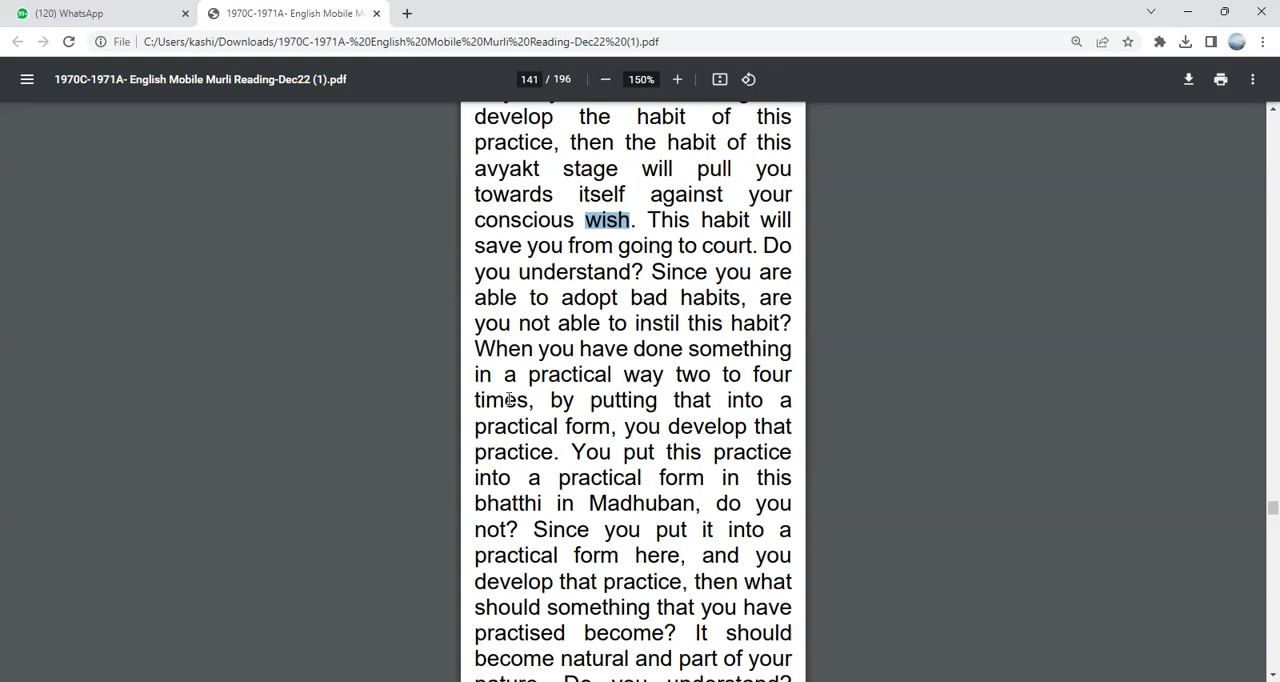 (120) WhatsApp
1970C-1971A- English Mobile M
File
C:/Users/kashi/Downloads/1970C-1971A-%20English%20Mobile%20Murli%20Reading-Dec22%20(1).pdf
1970C-1971A- English Mobile Murli Reading-Dec22 (1).pdf
141 / 196
150%
develop the habit of this
practice, then the habit of this
avyakt stage will pull you
towards itself against your
conscious wish. This habit will
save you from going to court. Do
you understand? Since you are
able to adopt bad habits, are
you not able to instil this habit?
When you have done something
in a practical way two to four
times, by putting that into a
practical form, you develop that
practice. You put this practice
into a practical form in this
bhatthi in Madhuban, do you
not? Since you put it into a
practical form here, and you
develop that practice, then what
should something that you have
practised become? It should
become natural and part of your
nature. Do you understand?